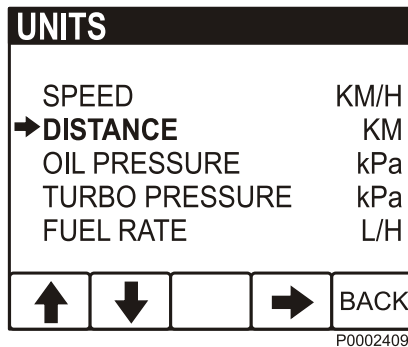 UNITS
SPEED KM/H
DISTANCE KM
OIL PRESSURE kPa
TURBO PRESSURE kPa
FUEL RATE L/H
BACK
P0002409